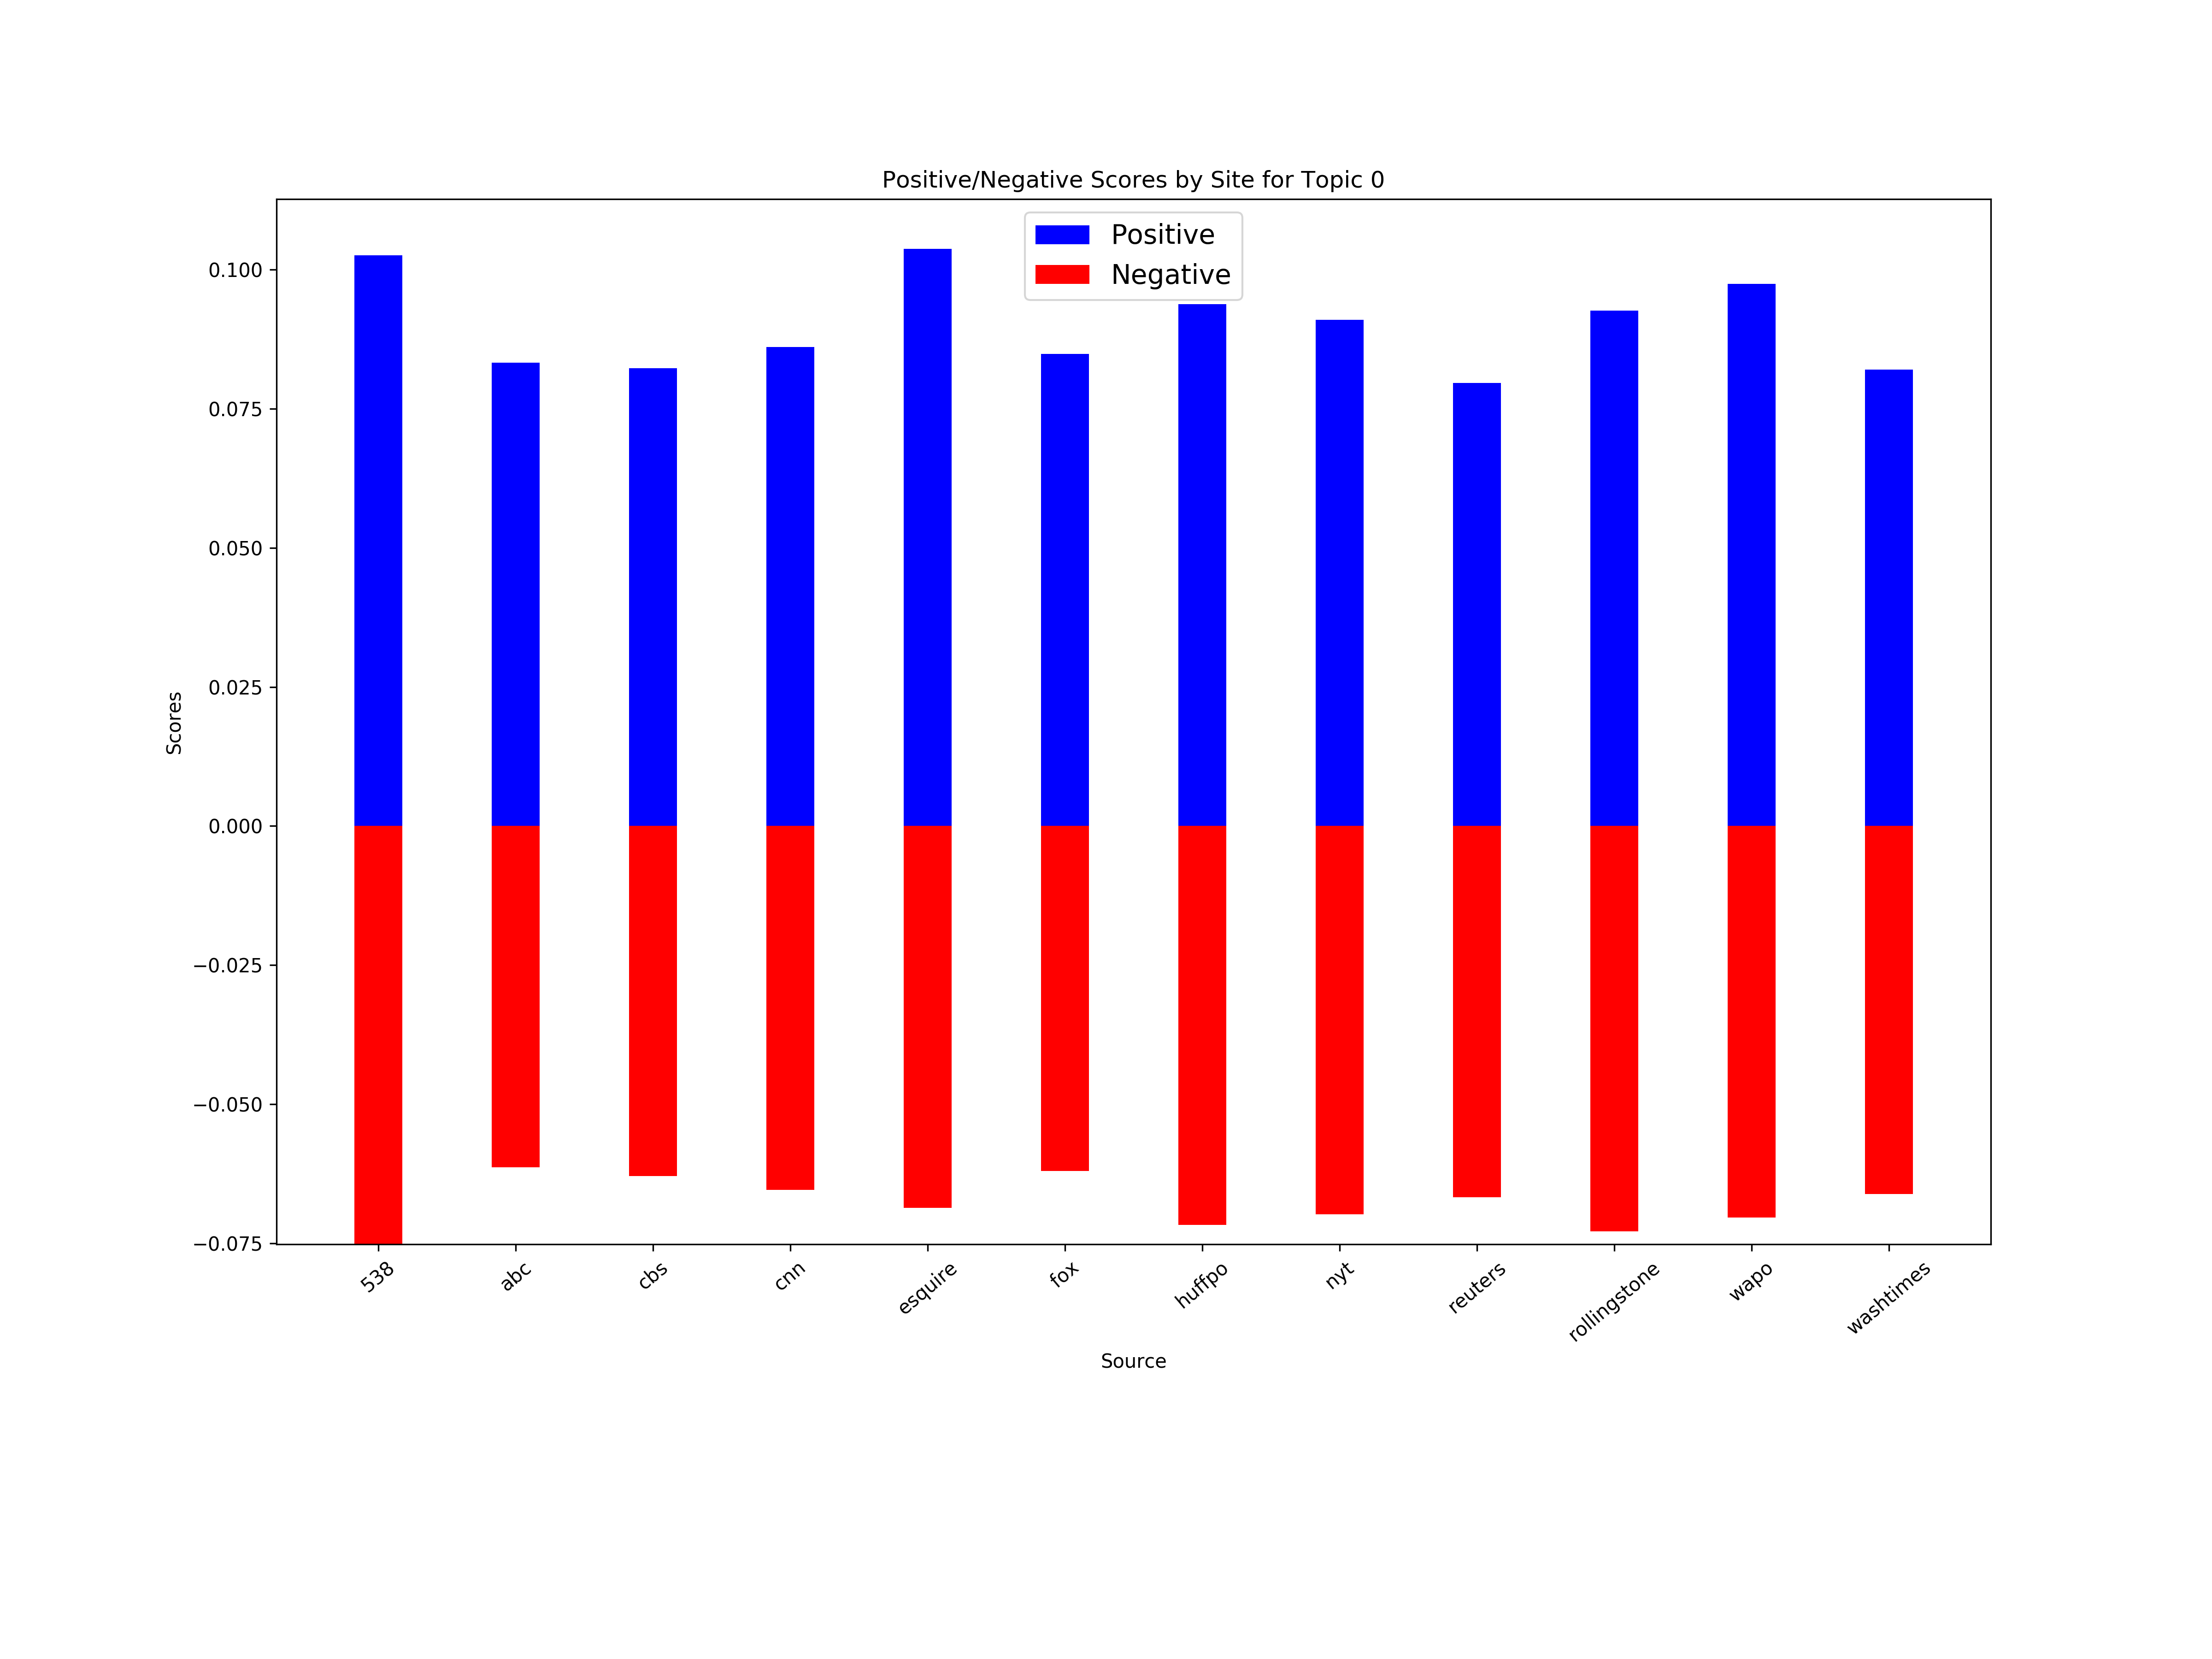 Positive/Negative Scores by Site for Topic 0
Positive
Negative
0.100
0.075
0.050
0.025
0.000
−0.025
−0.050
−0.075
Scores
538
abc
cbs
cnn
esquire
fox
huffpo
nyt
reuters
rollingstone
wapo
washtimes
Source